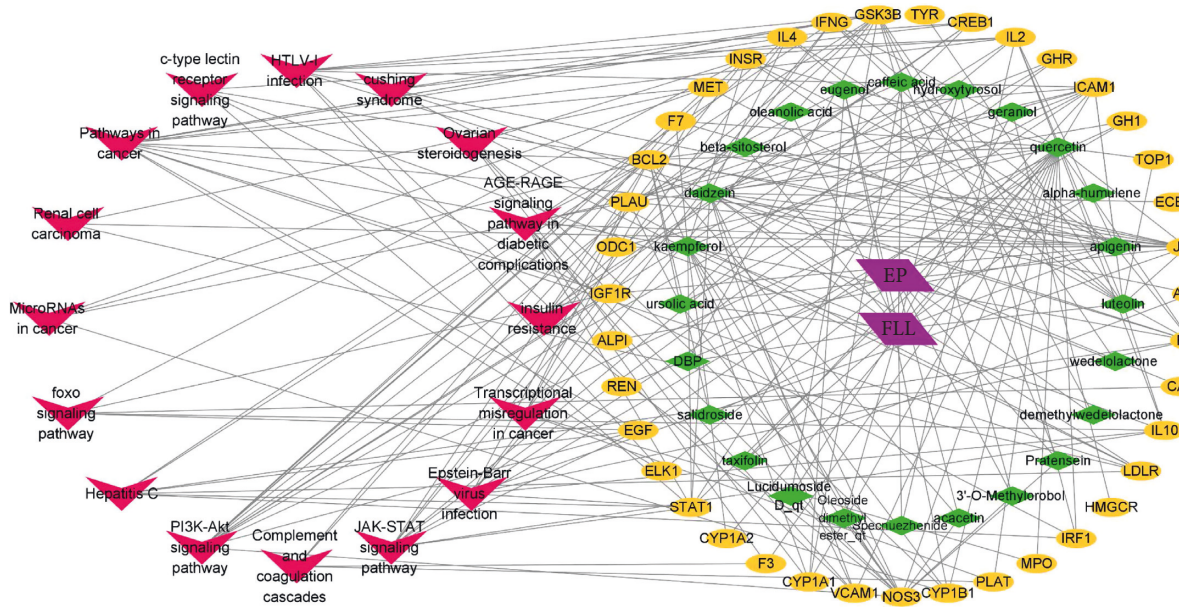 c-type lectin
receptor
signaling
pathway
HTLV-I
infection
cushing
syndrome
Pathways in
cancer
Ovarian
steroidogenesis
AGE-RAGE
signaling
pathway in
diabetic
complications
Renal cell
carcinoma
MicroRNAs
in cancer
insulin
resistance
foxo
signaling
pathway
Transcriptional
misregulation
in cancer
Hepatitis C
Epstein-Barr
virus
infection
PI3K-Akt
signaling
pathway
Complement
and
coagulation
cascades
JAK-STAT
signaling
pathway
GSK3B
TYR
CREB1
IL2
GHR
ICAM1
GH1
TOP1
IL10
LDLR
HMGCR
IRF1
MPO
PLAT
CYP1B1
NOS3
VCAM1
CYP1A1
F3
CYP1A2
STAT1
ELK1
EGF
REN
ALPI
IGF1R
ODC1
PLAU
BCL2
F7
MET
INSR
IL4
IFNG
caffeic acid
hydroxytyrosol
geraniol
quercetin
alpha-humulene
apigenin
luteolin
wedelolactone
demethylwedelolactone
Pratensein
3'-O-Methylorobol
acacetin
Specnuezhenide
Oleoside
dimethyl
ester_qt
Lucidumoside
D_qt
taxifolin
salidroside
DBP
ursolic acid
kaempferol
daidzein
beta-sitosterol
oleanolic acid
eugenol
EP
FLL